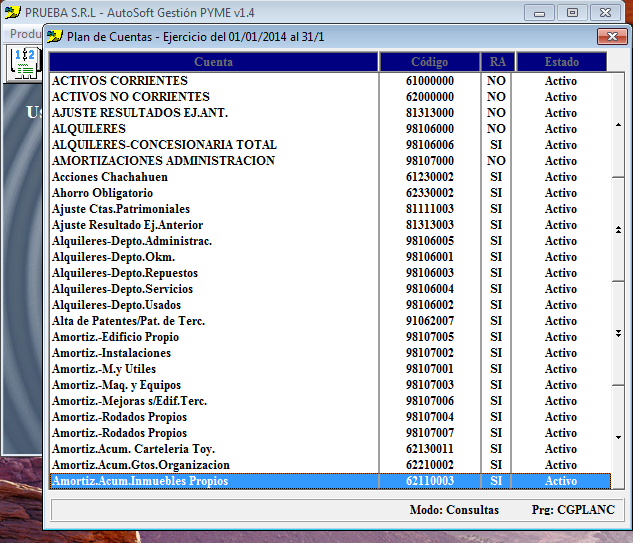 PRUEBA S.R.L - AutoSoft Gestión PYME v1.4
Produ
Plan de Cuentas - Ejercicio del 01/01/2014 al 31/1
1 2
Us
Cuenta Código RA Estado
ACTIVOS CORRIENTES 61000000 NO Activo
ACTIVOS NO CORRIENTES 62000000 NO Activo
AJUSTE RESULTADOS EJ.ANT. 81313000 NO Activo
ALQUILERES 98106000 NO Activo
ALQUILERES-CONCESIONARIA TOTAL 98106006 SI Activo
AMORTIZACIONES ADMINISTRACION 98107000 NO Activo
Acciones Chachahuen 61230002 SI Activo
Ahorro Obligatorio 62330002 SI Activo
Ajuste Ctas.Patrimoniales 81111003 SI Activo
Ajuste Resultado Ej.Anterior 81313003 SI Activo
Alquileres-Depto.Administrac. 98106005 SI Activo
Alquileres-Depto.Okm. 98106001 SI Activo
Alquileres-Depto.Repuestos 98106003 SI Activo
Alquileres-Depto.Servicios 98106004 SI Activo
Alquileres-Depto.Usados 98106002 SI Activo
Alta de Patentes/Pat. de Terc. 91062007 SI Activo
Amortiz.-Edificio Propio 98107005 SI Activo
Amortiz.-Instalaciones 98107002 SI Activo
Amortiz.-M.y Utiles 98107001 SI Activo
Amortiz.-Maq. y Equipos 98107003 SI Activo
Amortiz.-Mejoras s/Edif.Terc. 98107006 SI Activo
Amortiz.-Rodados Propios 98107004 SI Activo
Amortiz.-Rodados Propios 98107007 SI Activo
Amortiz.Acum. Carteleria Toy. 62130011 SI Activo
Amortiz.Acum.Gtos.Organizacion 62210002 SI Activo
Amortiz.Acum.Inmuebles Propios 62110003 SI Activo
Modo: Consultas Prg: CGPLANC